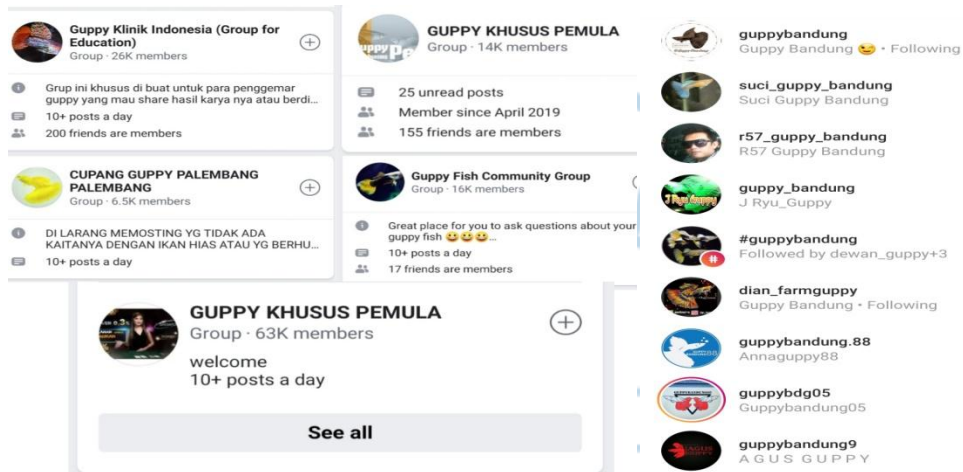 Guppy Klinik Indonesia (Group for
Education)
Group · 26K members
Grup ini khusus di buat untuk para penggemar
guppy yang mau share hasil karya nya atau berdi...
10+ posts a day
200 friends are members
GUPPY KHUSUS PEMULA
Group · 14K members
25 unread posts
Member since April 2019
155 friends are members
CUPANG GUPPY PALEMBANG
PALEMBANG
Group · 6.5K members
DI LARANG MEMOSTING YG TIDAK ADA
KAITANYA DENGAN IKAN HIAS ATAU YG BERHU...
10+ posts a day
Guppy Fish Community Group
Group · 16K members
Great place for you to ask questions about your
guppy fish 😃😃😃...
10+ posts a day
17 friends are members
GUPPY KHUSUS PEMULA
Group · 63K members
welcome
10+ posts a day
See all
guppybandung
Guppy Bandung 😉 • Following
suci_guppy_bandung
Suci Guppy Bandung
r57_guppy_bandung
R57 Guppy Bandung
guppy_bandung
J Ryu_Guppy
#guppybandung
Followed by dewan_guppy+3
dian_farmguppy
Guppy Bandung • Following
guppybandung.88
Annaguppy88
guppybdg05
Guppybandung05
guppybandung9
A G U S G U P P Y